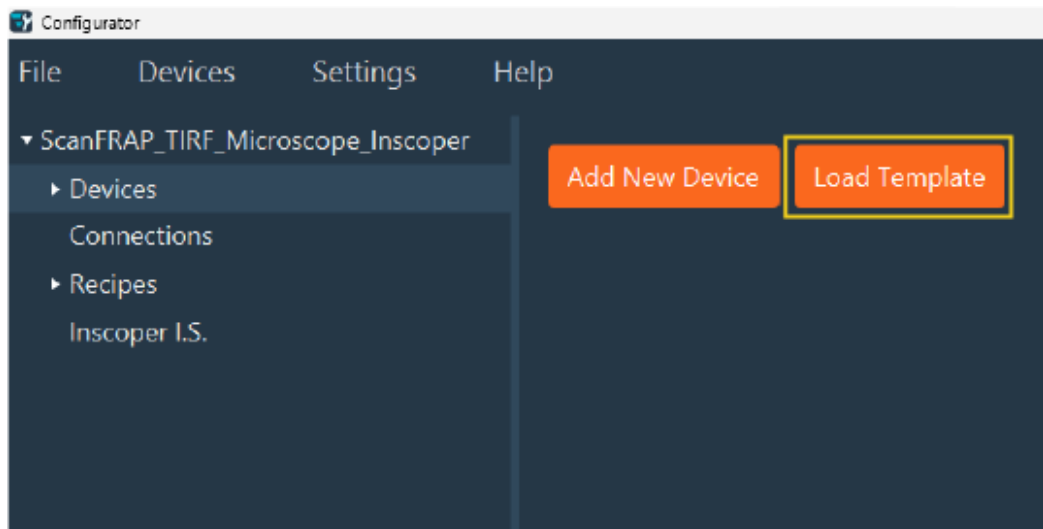 Configurator
File Devices Settings Help
ScanFRAP_TIRF_Microscope_Inscoper
Devices
Connections
Recipes
Inscoper I.S.
Add New Device Load Template